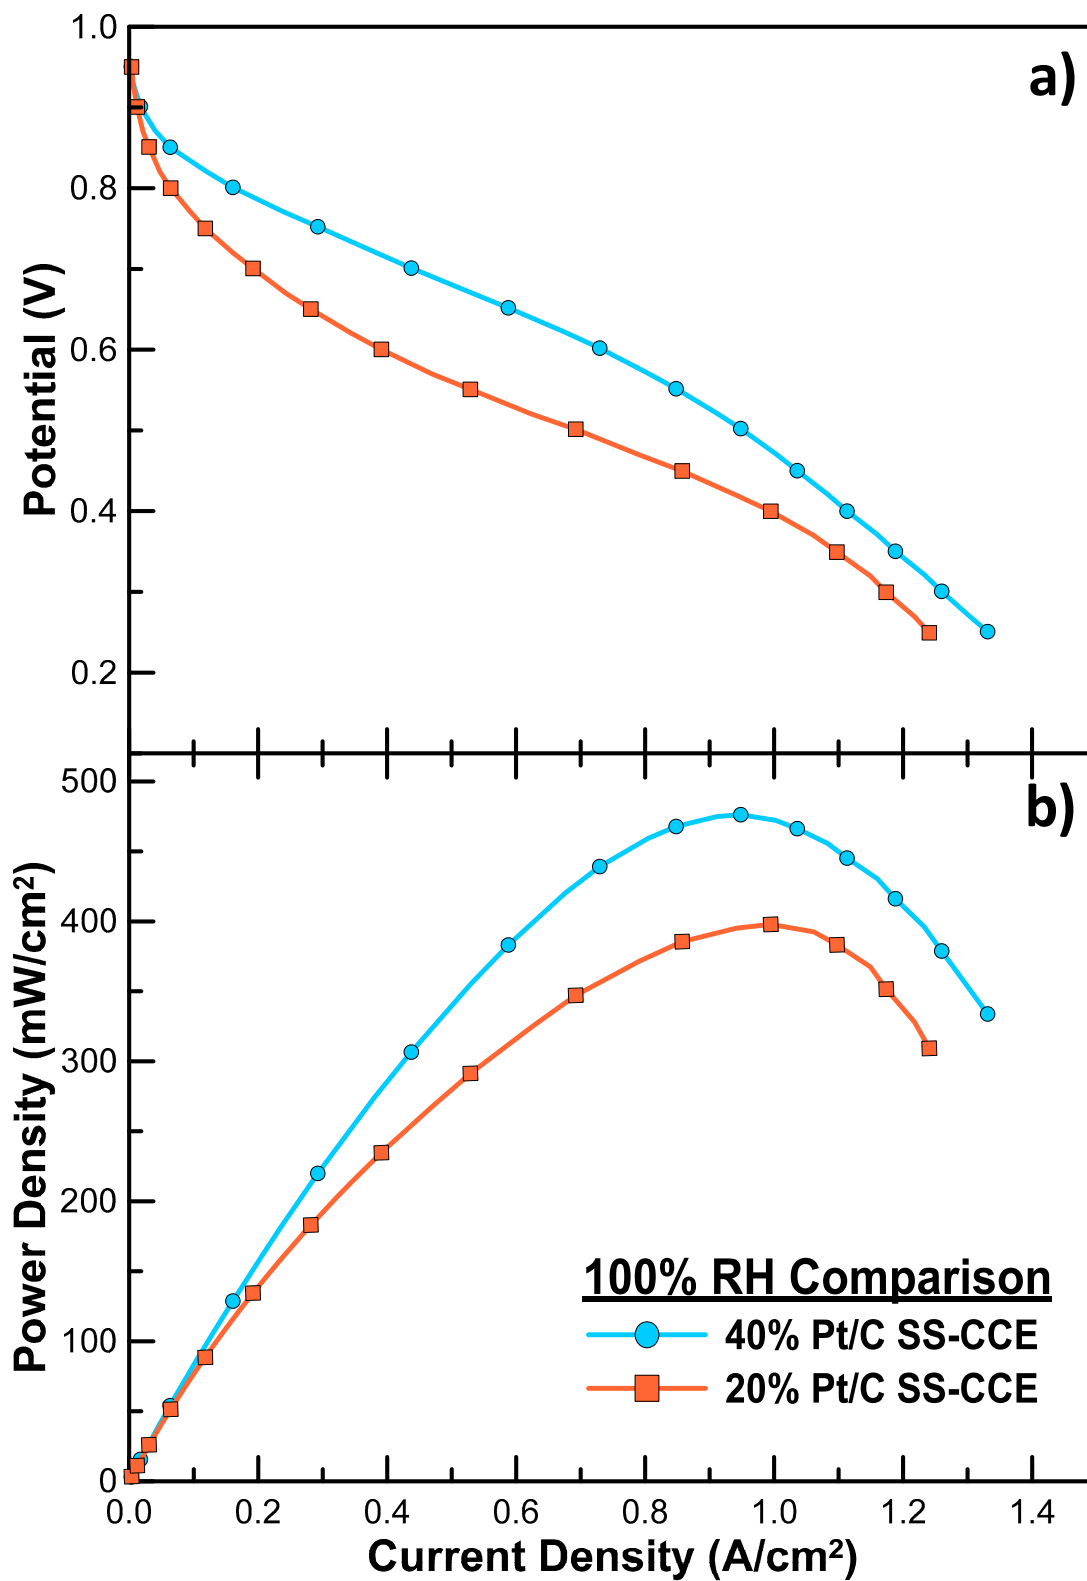 1.0
a)
0.8
0.6
0.4
0.2
Potential (V)
500
b)
400
300
200
100
0
Power Density (mW/cm²)
100% RH Comparison
40% Pt/C SS-CCE
20% Pt/C SS-CCE
0.0 0.2 0.4 0.6 0.8 1.0 1.2 1.4
Current Density (A/cm²)